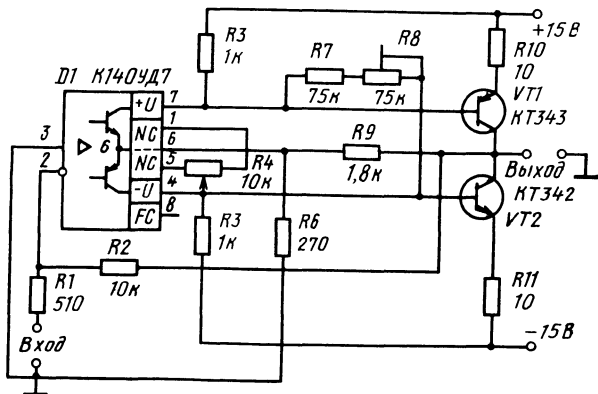 +15В
R3
1к
R7
75к
R8
75к
R10
10
D1 К140УД7
VT1
КТ343
+U
7
1
NC
6
NC
5
-U
4
FC
8
3
2
6
R4
10к
R9
1,8к
Выход
КТ342
VT2
R3
1к
R6
270
R2
10к
R1
510
R11
10
Вход
-15В